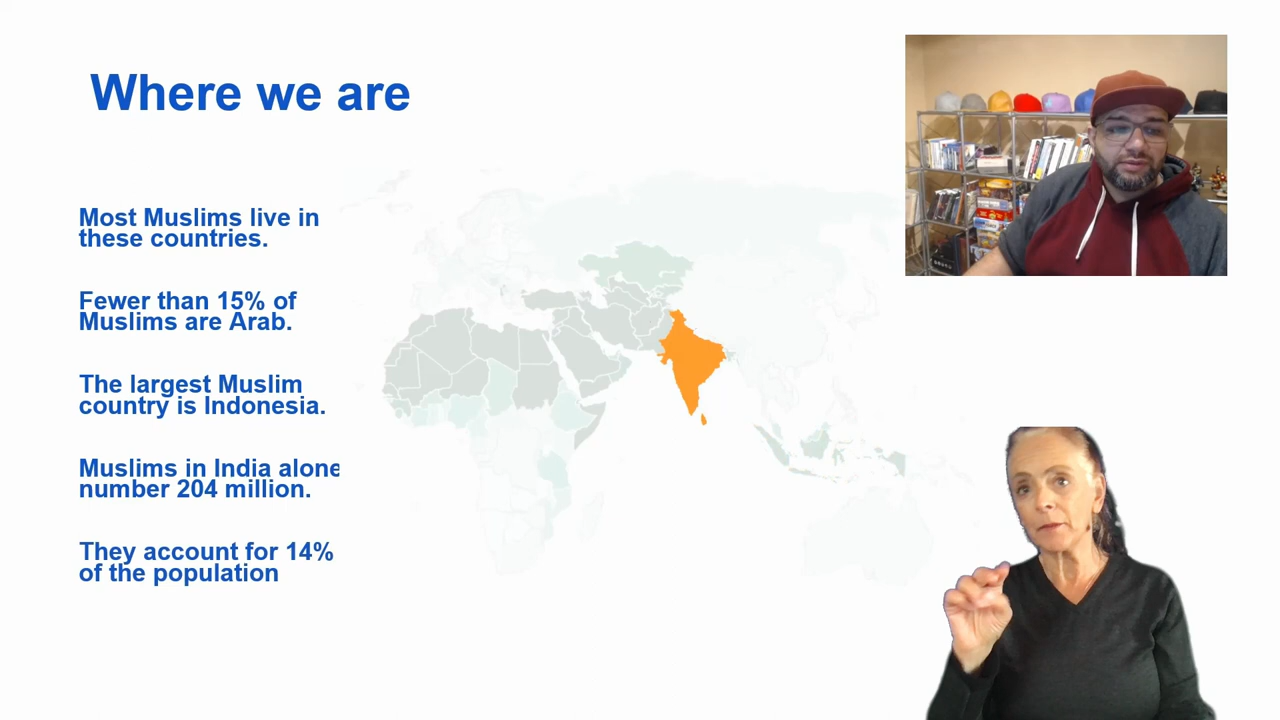 Where we are
Most Muslims live in
these countries.
Fewer than 15% of
Muslims are Arab.
The largest Muslim
country is Indonesia.
Muslims in India alone
number 204 million.
They account for 14%
of the population